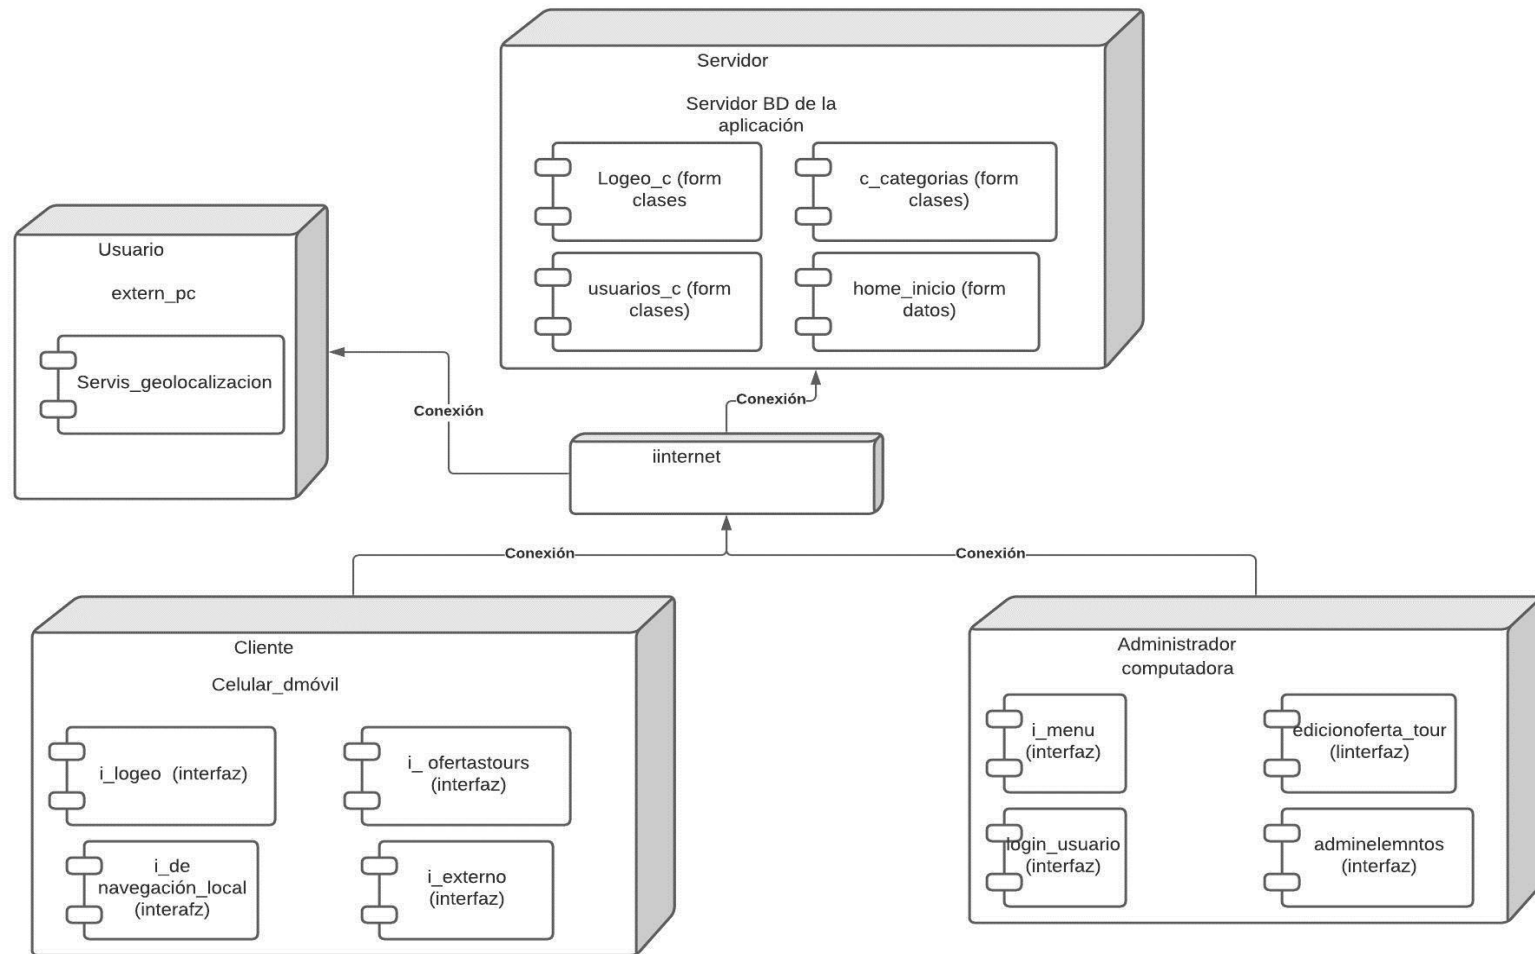 Servidor
Servidor BD de la
aplicación
Logeo_c (form
clases
c_categorias (form
clases)
usuarios_c (form
clases)
home_inicio (form
datos)
Usuario
extern_pc
Servis_geolocalizacion
Conexión
Conexión
iinternet
Conexión
Conexión
Cliente
Celular_dmóvil
i_logeo (interfaz)
i_ ofertastours
(interfaz)
i_de
navegación_local
(interafz)
i_externo
(interfaz)
Administrador
computadora
i_menu
(interfaz)
edicionoferta_tour
(linterfaz)
login_usuario
(interfaz)
adminelemntos
(interfaz)